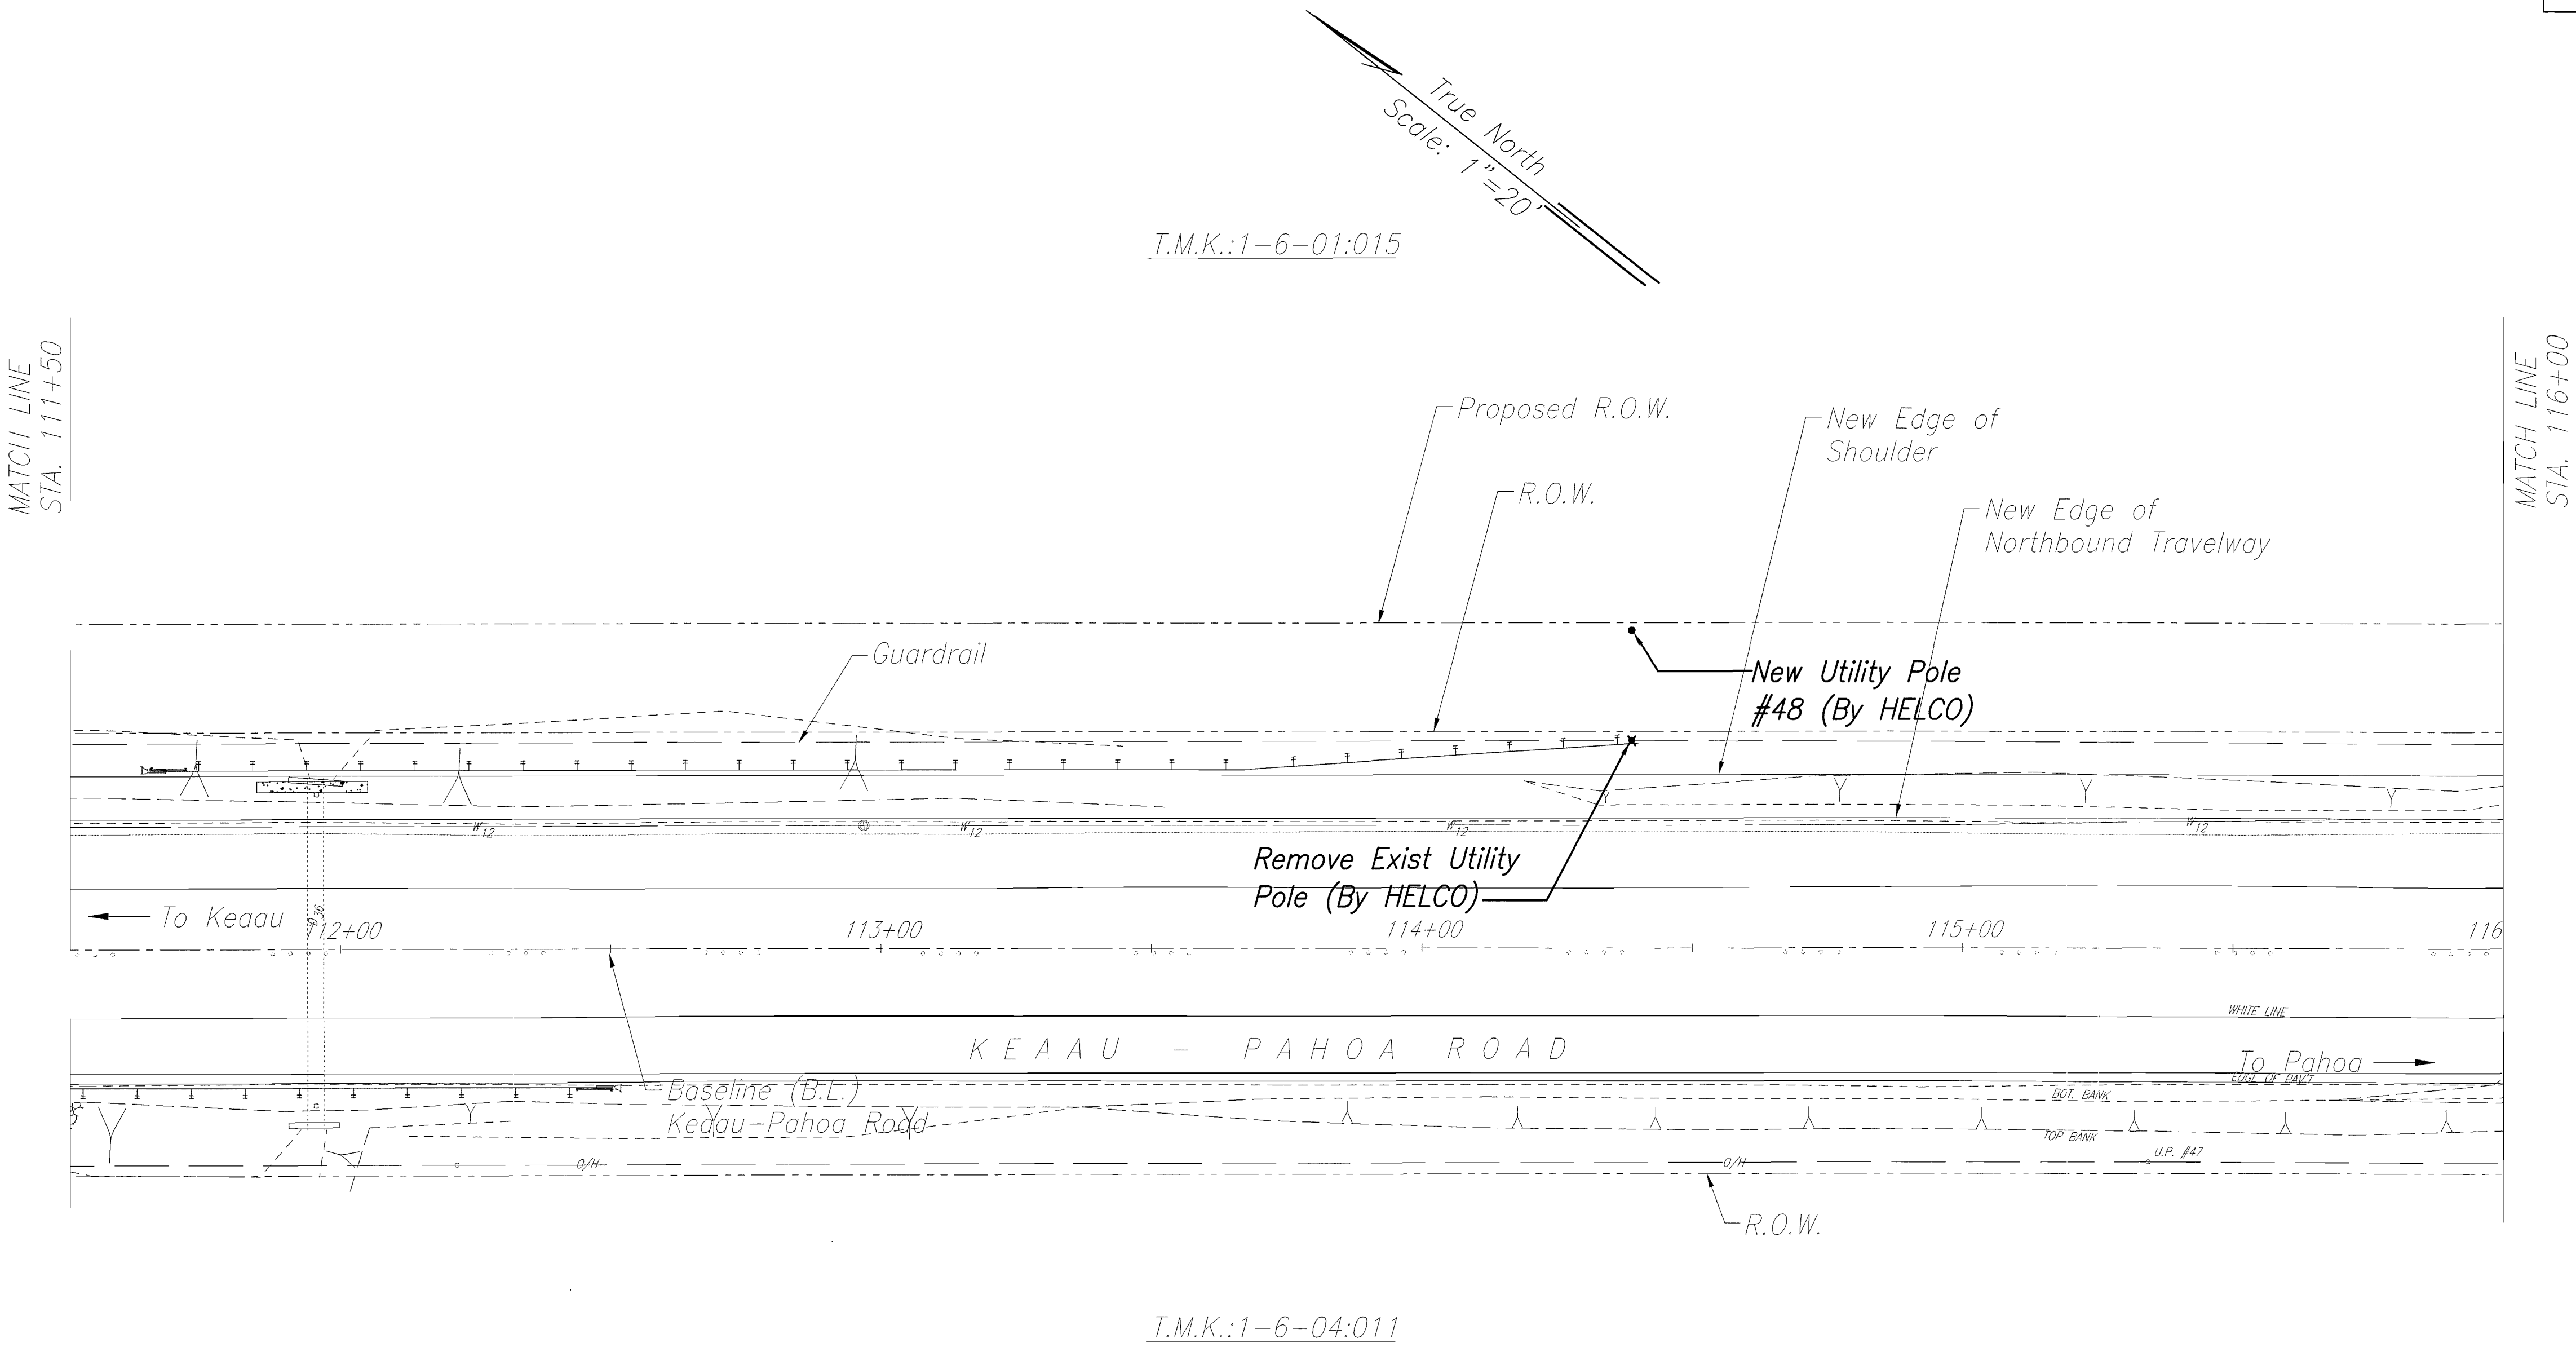 True North
Scale: 1"=20'
T.M.K.:1-6-01:015
MATCH LINE
STA. 111+50
MATCH LINE
STA. 116+00
Proposed R.O.W.
New Edge of
Shoulder
R.O.W.
New Edge of
Northbound Travelway
Guardrail
New Utility Pole
#48 (By HELCO)
W12
W12
W12
W12
Remove Exist Utility
Pole (By HELCO)
To Keaau
D36
112+00
113+00
114+00
115+00
116
WHITE LINE
KEAAU - PAHOA ROAD
To Pahoa
EDGE OF PAV'T
Baseline (B.L.)
Keaau-Pahoa Road
BOT. BANK
TOP BANK
U.P. #47
O/H
O/H
R.O.W.
T.M.K.:1-6-04:011